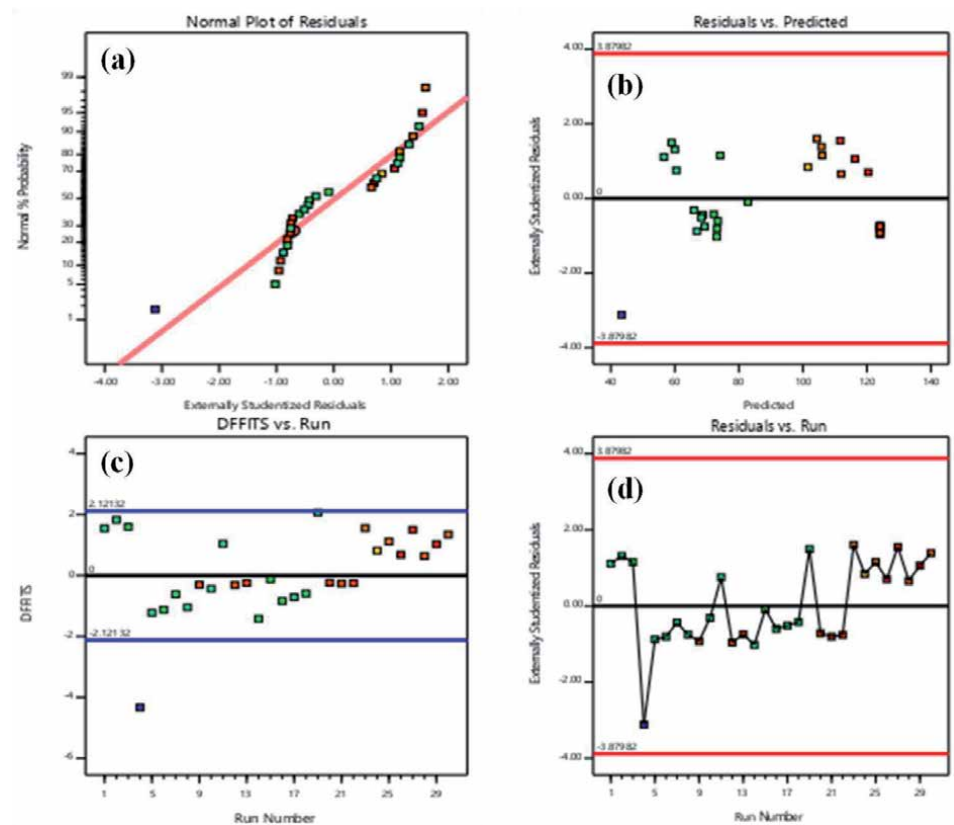 Normal Plot of Residuals
(a)
Normal % Probability
99
95
90
80
70
50
30
20
10
5
1
-4.00 -3.00 -2.00 -1.00 0.00 1.00 2.00
Externally Studentized Residuals
Residuals vs. Predicted
(b)
Externally Studentized Residuals
4.00
3.87982
2.00
0.00
0
-2.00
-3.87982
-4.00
40 60 80 100 120 140
Predicted
DFFITS vs. Run
(c)
DFFITS
4
2.12132
2
0
0
-2.12132
-2
-4
-6
1 5 9 13 17 21 25 29
Run Number
Residuals vs. Run
(d)
Externally Studentized Residuals
4.00
3.87982
2.00
0.00
0
-2.00
-3.87982
-4.00
1 5 9 13 17 21 25 29
Run Number